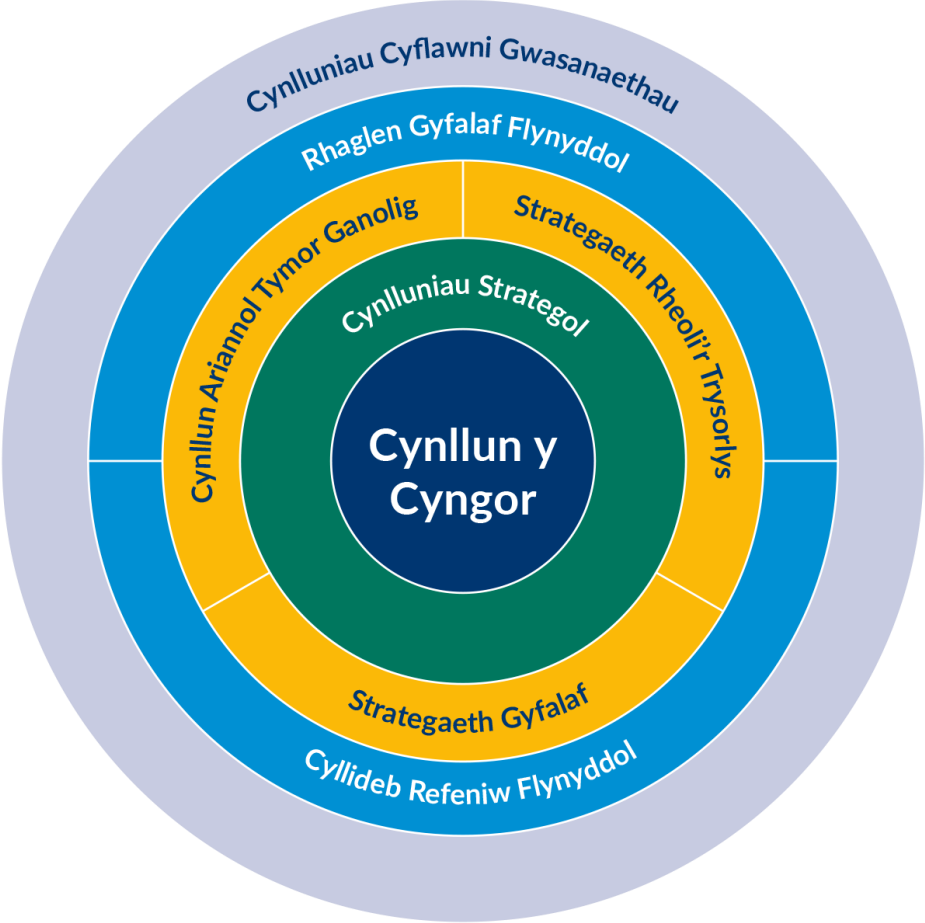 Cynlluniau Cyflawni Gwasanaethau
Rhaglen Gyfalaf Flynyddol
Cynllun Ariannol Tymor Ganolig
Strategaeth Rheoli’r Trysorlys
Cynlluniau Strategol
Cynllun y
Cyngor
Strategaeth Gyfalaf
Cyllideb Refeniw Flynyddol